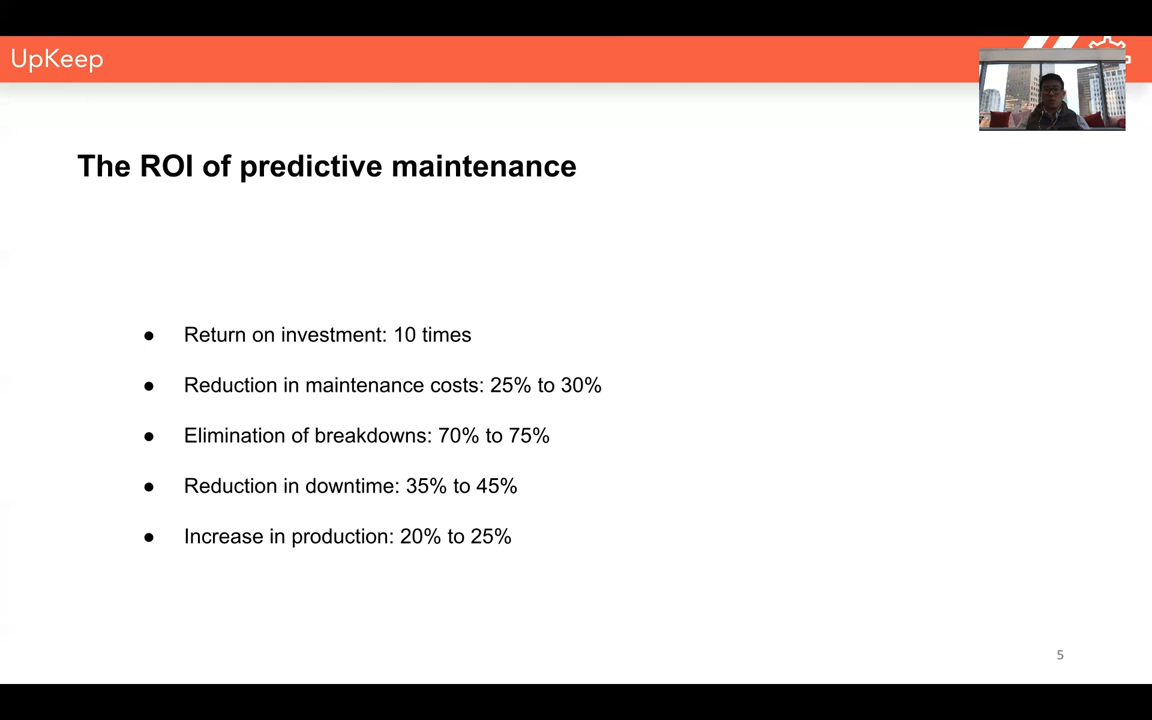 UpKeep
The ROI of predictive maintenance
● Return on investment: 10 times
● Reduction in maintenance costs: 25% to 30%
● Elimination of breakdowns: 70% to 75%
● Reduction in downtime: 35% to 45%
● Increase in production: 20% to 25%
5